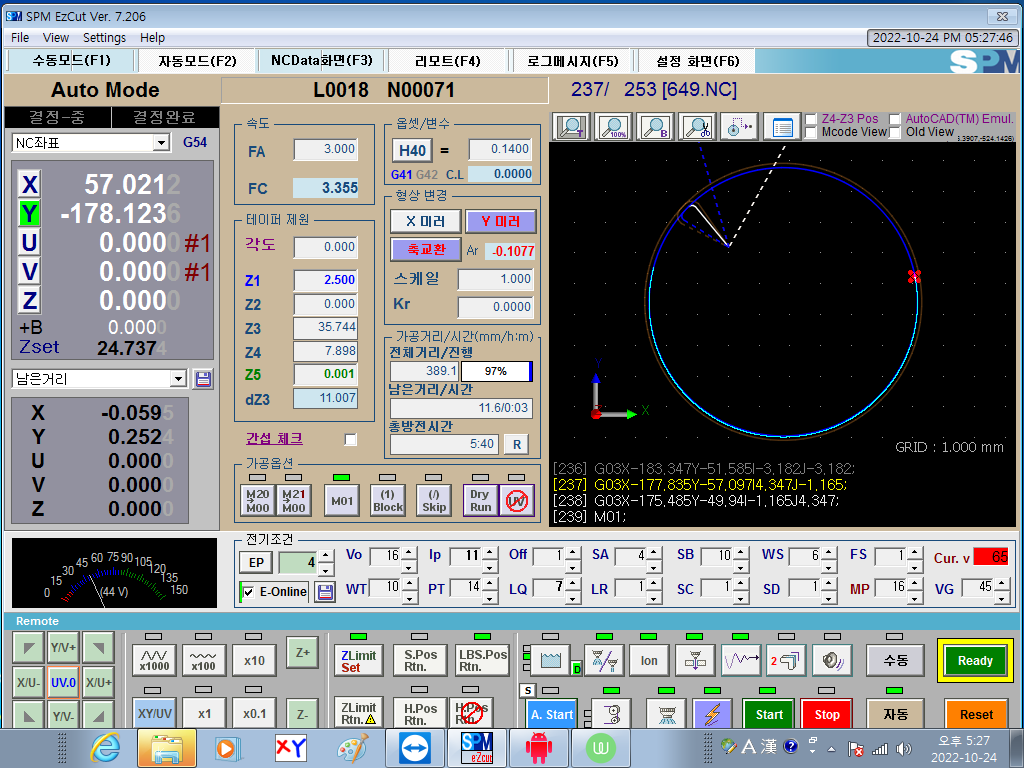 SPM EzCut Ver. 7.206
File View Settings Help
2022-10-24 PM 05:27:46
수동모드(F1) 자동모드(F2) NCData화면(F3) 리모트(F4) 로그메시지(F5) 설정 화면(F6)
SPM
Auto Mode
L0018 N00071
237/ 253 [649.NC]
결정-중 결정완료
NC좌표 G54
X 57.0212
Y -178.1236
U 0.0000 #1
V 0.0000 #1
Z 0.0000
+B 0.0000
Zset 24.7374
남은거리
X -0.0595
Y 0.2524
U 0.0000
V 0.0000
Z 0.0000
속도
FA 3.000
FC 3.355
테이퍼 제원
각도 0.000
Z1 2.500
Z2 0.000
Z3 35.744
Z4 7.898
Z5 0.001
dZ3 11.007
간섭 체크
옵셋/변수
H40 = 0.1400
G41 G42 C.L 0.0000
형상 변경
X 미러 Y 미러
축교환 Ar -0.1077
스케일 1.000
Kr 0.0000
가공거리/시간(mm/h:m)
전체거리/진행
389.1 97%
남은거리/시간
11.6/0:03
총방전시간
5:40 R
가공옵션
M20 M00 M21 M00 M01 (1) Block (/) Skip Dry Run UV
100% B
Z4-Z3 Pos AutoCAD(TM) Emul.
Mcode View Old View
3.3907,-524.1426)
Y
X
GRID : 1.000 mm
[236] G03X-183,347Y-51,585I-3,182J-3,182;
[237] G03X-177,835Y-57,097I4,347J-1,165;
[238] G03X-175,485Y-49,94I-1,165J4,347;
[239] M01;
0 15 30 45 60 75 90 105 120 135 150
(44 V)
전기조건
EP 4
E-Online
Vo 16 Ip 11 Off 1 SA 4 SB 10 WS 6 FS 1 Cur. v 65
WT 10 PT 14 LQ 7 LR 1 SC 1 SD 1 MP 16 VG 45
Remote
Y/V+
X/U- UV.0 X/U+
Y/V-
x1000 x100 x10 Z+
XY/UV x1 x0.1 Z-
ZLimit Set S.Pos Rtn. LBS.Pos Rtn.
ZLimit Rtn. H.Pos Rtn. H.Pos Rtn.
D Ion 2 수동 Ready
S A. Start Start Stop 자동 Reset
XY SPM eZcut W
A 漢
오후 5:27
2022-10-24